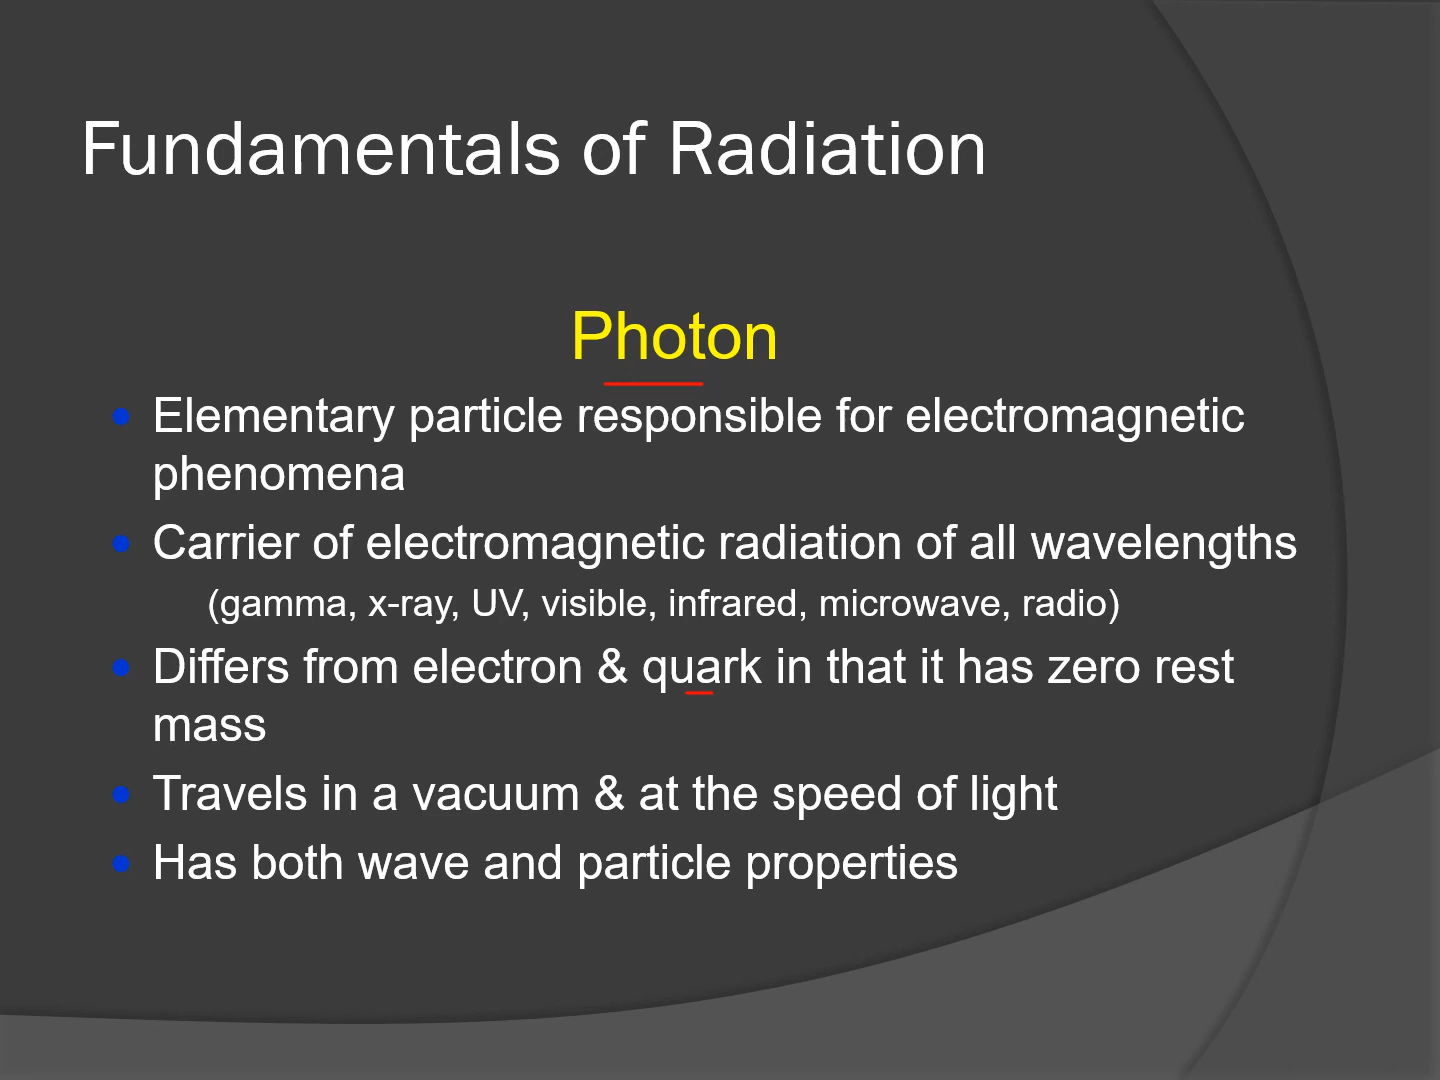 Fundamentals of Radiation
Photon
Elementary particle responsible for electromagnetic
phenomena
Carrier of electromagnetic radiation of all wavelengths
(gamma, x-ray, UV, visible, infrared, microwave, radio)
Differs from electron & quark in that it has zero rest
mass
Travels in a vacuum & at the speed of light
Has both wave and particle properties